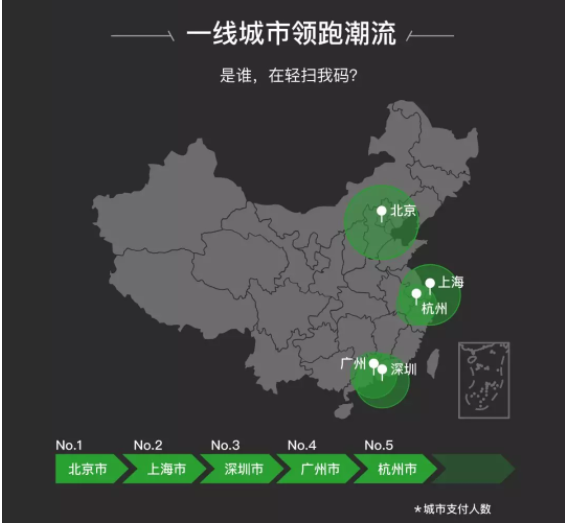 一线城市领跑潮流
是谁，在轻扫我码？
北京
上海
杭州
广州
深圳
No.1 No.2 No.3 No.4 No.5
北京市 上海市 深圳市 广州市 杭州市
*城市支付人数